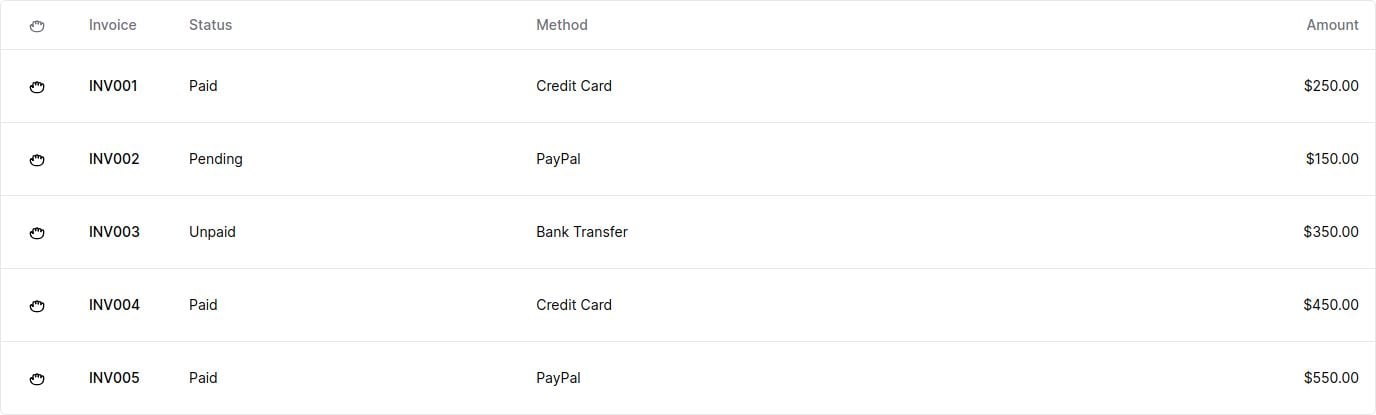 Invoice Status Method Amount
INV001 Paid Credit Card $250.00
INV002 Pending PayPal $150.00
INV003 Unpaid Bank Transfer $350.00
INV004 Paid Credit Card $450.00
INV005 Paid PayPal $550.00